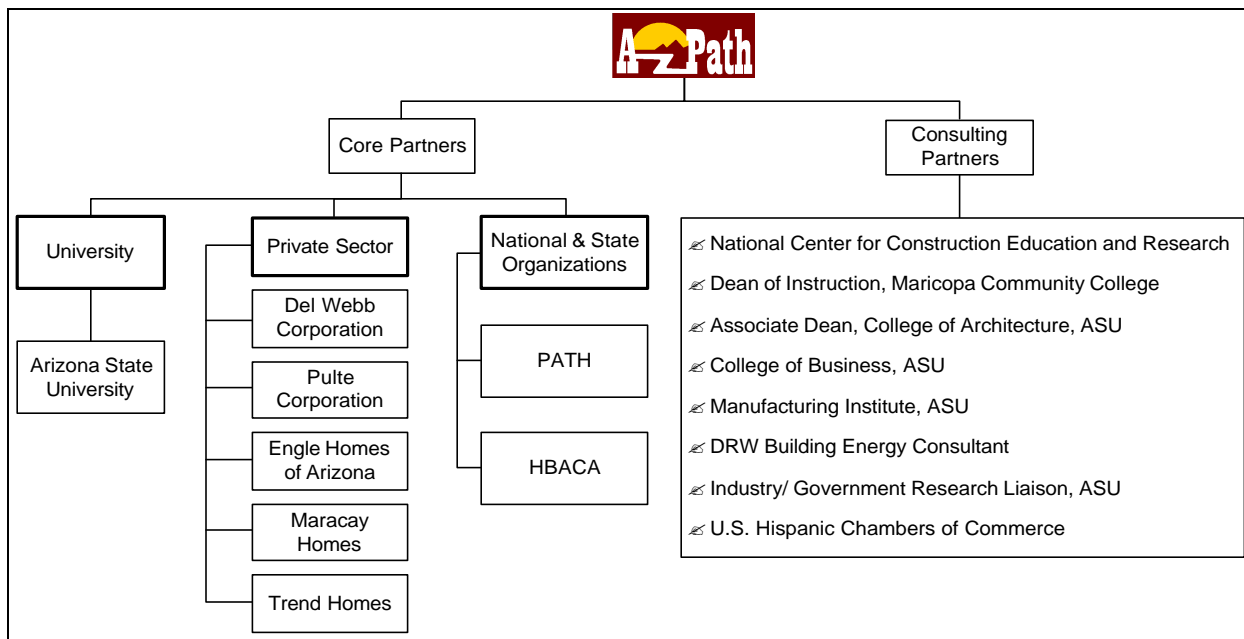 AzPath
Core Partners
Consulting
Partners
University
Private Sector
National & State
Organizations
Arizona State
University
Del Webb
Corporation
Pulte
Corporation
Engle Homes
of Arizona
Maracay
Homes
Trend Homes
PATH
HBACA
National Center for Construction Education and Research
Dean of Instruction, Maricopa Community College
Associate Dean, College of Architecture, ASU
College of Business, ASU
Manufacturing Institute, ASU
DRW Building Energy Consultant
Industry/ Government Research Liaison, ASU
U.S. Hispanic Chambers of Commerce